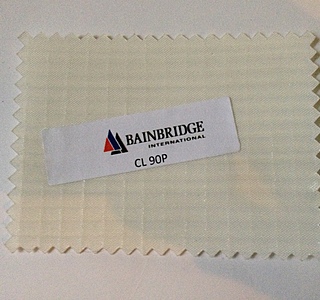 BAINBRIDGE
INTERNATIONAL
CL 90P